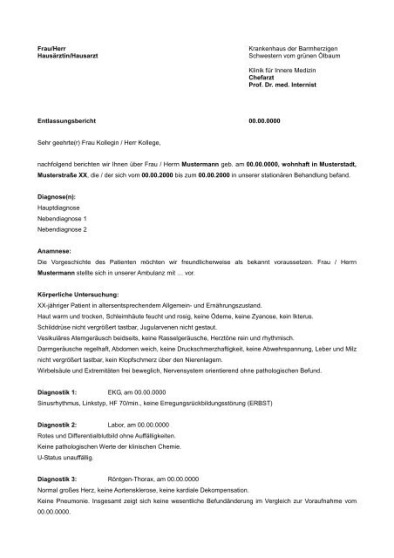 Frau/Herr
Hausärztin/Hausarzt
Krankenhaus der Barmherzigen
Schwestern vom grünen Ölbaum
Klinik für Innere Medizin
Chefarzt
Prof. Dr. med. Internist
Entlassungsbericht 00.00.0000
Sehr geehrte(r) Frau Kollegin / Herr Kollege,
nachfolgend berichten wir Ihnen über Frau / Herrn Mustermann geb. am 00.00.0000, wohnhaft in Musterstadt,
Musterstraße XX, die / der sich vom 00.00.2000 bis zum 00.00.2000 in unserer stationären Behandlung befand.
Diagnose(n):
Hauptdiagnose
Nebendiagnose 1
Nebendiagnose 2
Anamnese:
Die Vorgeschichte des Patienten möchten wir freundlicherweise als bekannt voraussetzen. Frau / Herrn
Mustermann stellte sich in unserer Ambulanz mit ... vor.
Körperliche Untersuchung:
XX-jähriger Patient in altersentsprechendem Allgemein- und Ernährungszustand.
Haut warm und trocken, Schleimhäute feucht und rosig, keine Ödeme, keine Zyanose, kein Ikterus.
Schilddrüse nicht vergrößert tastbar, Jugularvenen nicht gestaut.
Vesikuläres Atemgeräusch beidseits, keine Rasselgeräusche, Herztöne rein und rhythmisch.
Darmgeräusche regelhaft, Abdomen weich, keine Druckschmerzhaftigkeit, keine Abwehrspannung, Leber und Milz
nicht vergrößert tastbar, kein Klopfschmerz über den Nierenlagern.
Wirbelsäule und Extremitäten frei beweglich, Nervensystem orientierend ohne pathologischen Befund.
Diagnostik 1: EKG, am 00.00.0000
Sinusrhythmus, Linkstyp, HF 70/min., keine Erregungsrückbildungsstörung (ERBST)
Diagnostik 2: Labor, am 00.00.0000
Rotes und Differentialblutbild ohne Auffälligkeiten.
Keine pathologischen Werte der klinischen Chemie.
U-Status unauffällig.
Diagnostik 3: Röntgen-Thorax, am 00.00.0000
Normal großes Herz, keine Aortensklerose, keine kardiale Dekompensation.
Keine Pneumonie. Insgesamt zeigt sich keine wesentliche Befundänderung im Vergleich zur Voraufnahme vom
00.00.0000.